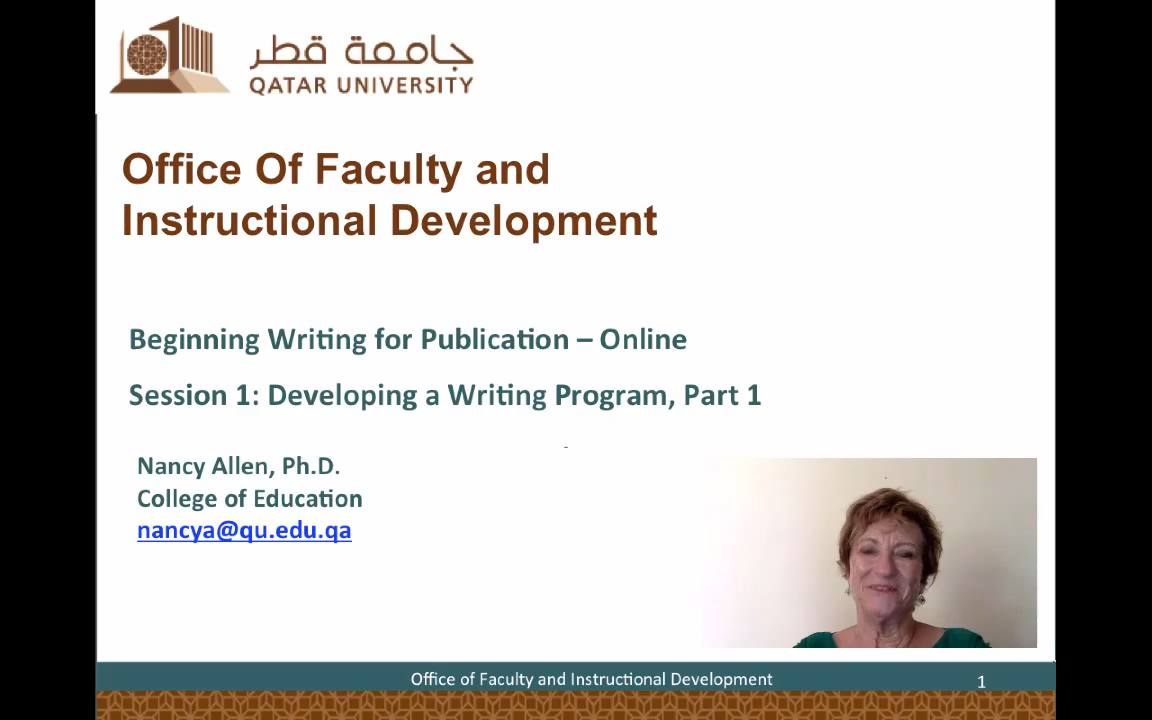 جامعة قطر
QATAR UNIVERSITY
Office Of Faculty and
Instructional Development
Beginning Writing for Publication – Online
Session 1: Developing a Writing Program, Part 1
Nancy Allen, Ph.D.
College of Education
nancya@qu.edu.qa
Office of Faculty and Instructional Development
1